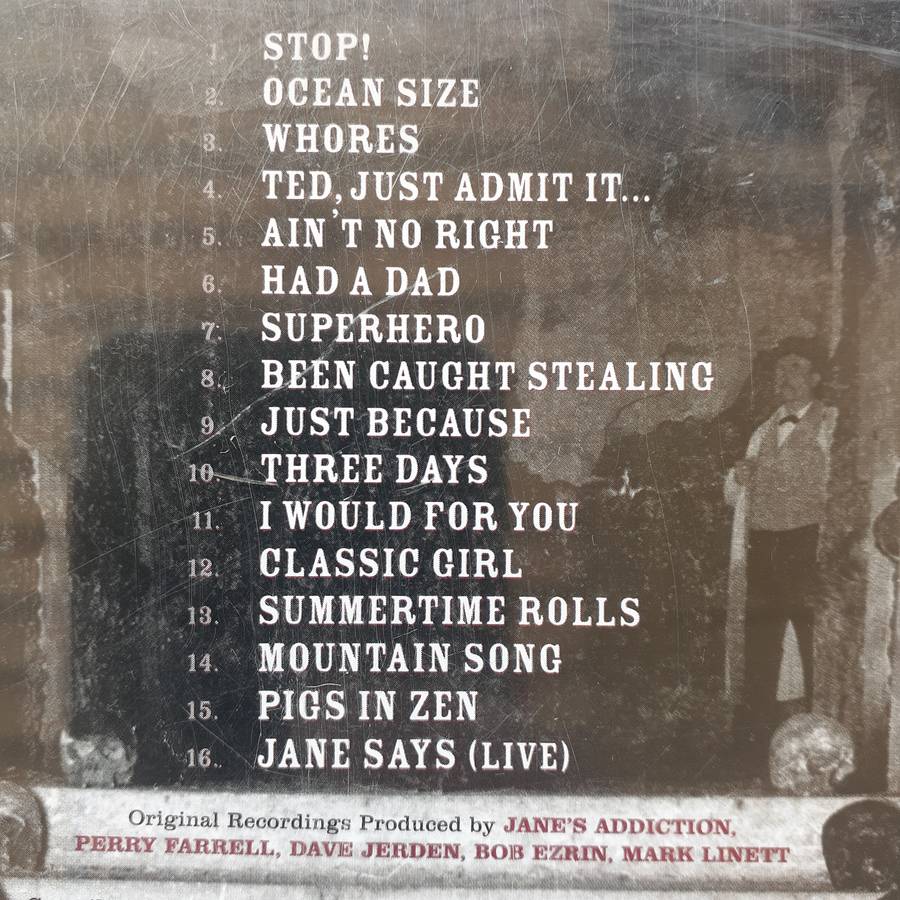 1. STOP!
2. OCEAN SIZE
3. WHORES
4. TED, JUST ADMIT IT...
5. AIN'T NO RIGHT
6. HAD A DAD
7. SUPERHERO
8. BEEN CAUGHT STEALING
9. JUST BECAUSE
10. THREE DAYS
11. I WOULD FOR YOU
12. CLASSIC GIRL
13. SUMMERTIME ROLLS
14. MOUNTAIN SONG
15. PIGS IN ZEN
16. JANE SAYS (LIVE)
Original Recordings Produced by JANE'S ADDICTION,
PERRY FARRELL, DAVE JERDEN, BOB EZRIN, MARK LINETT